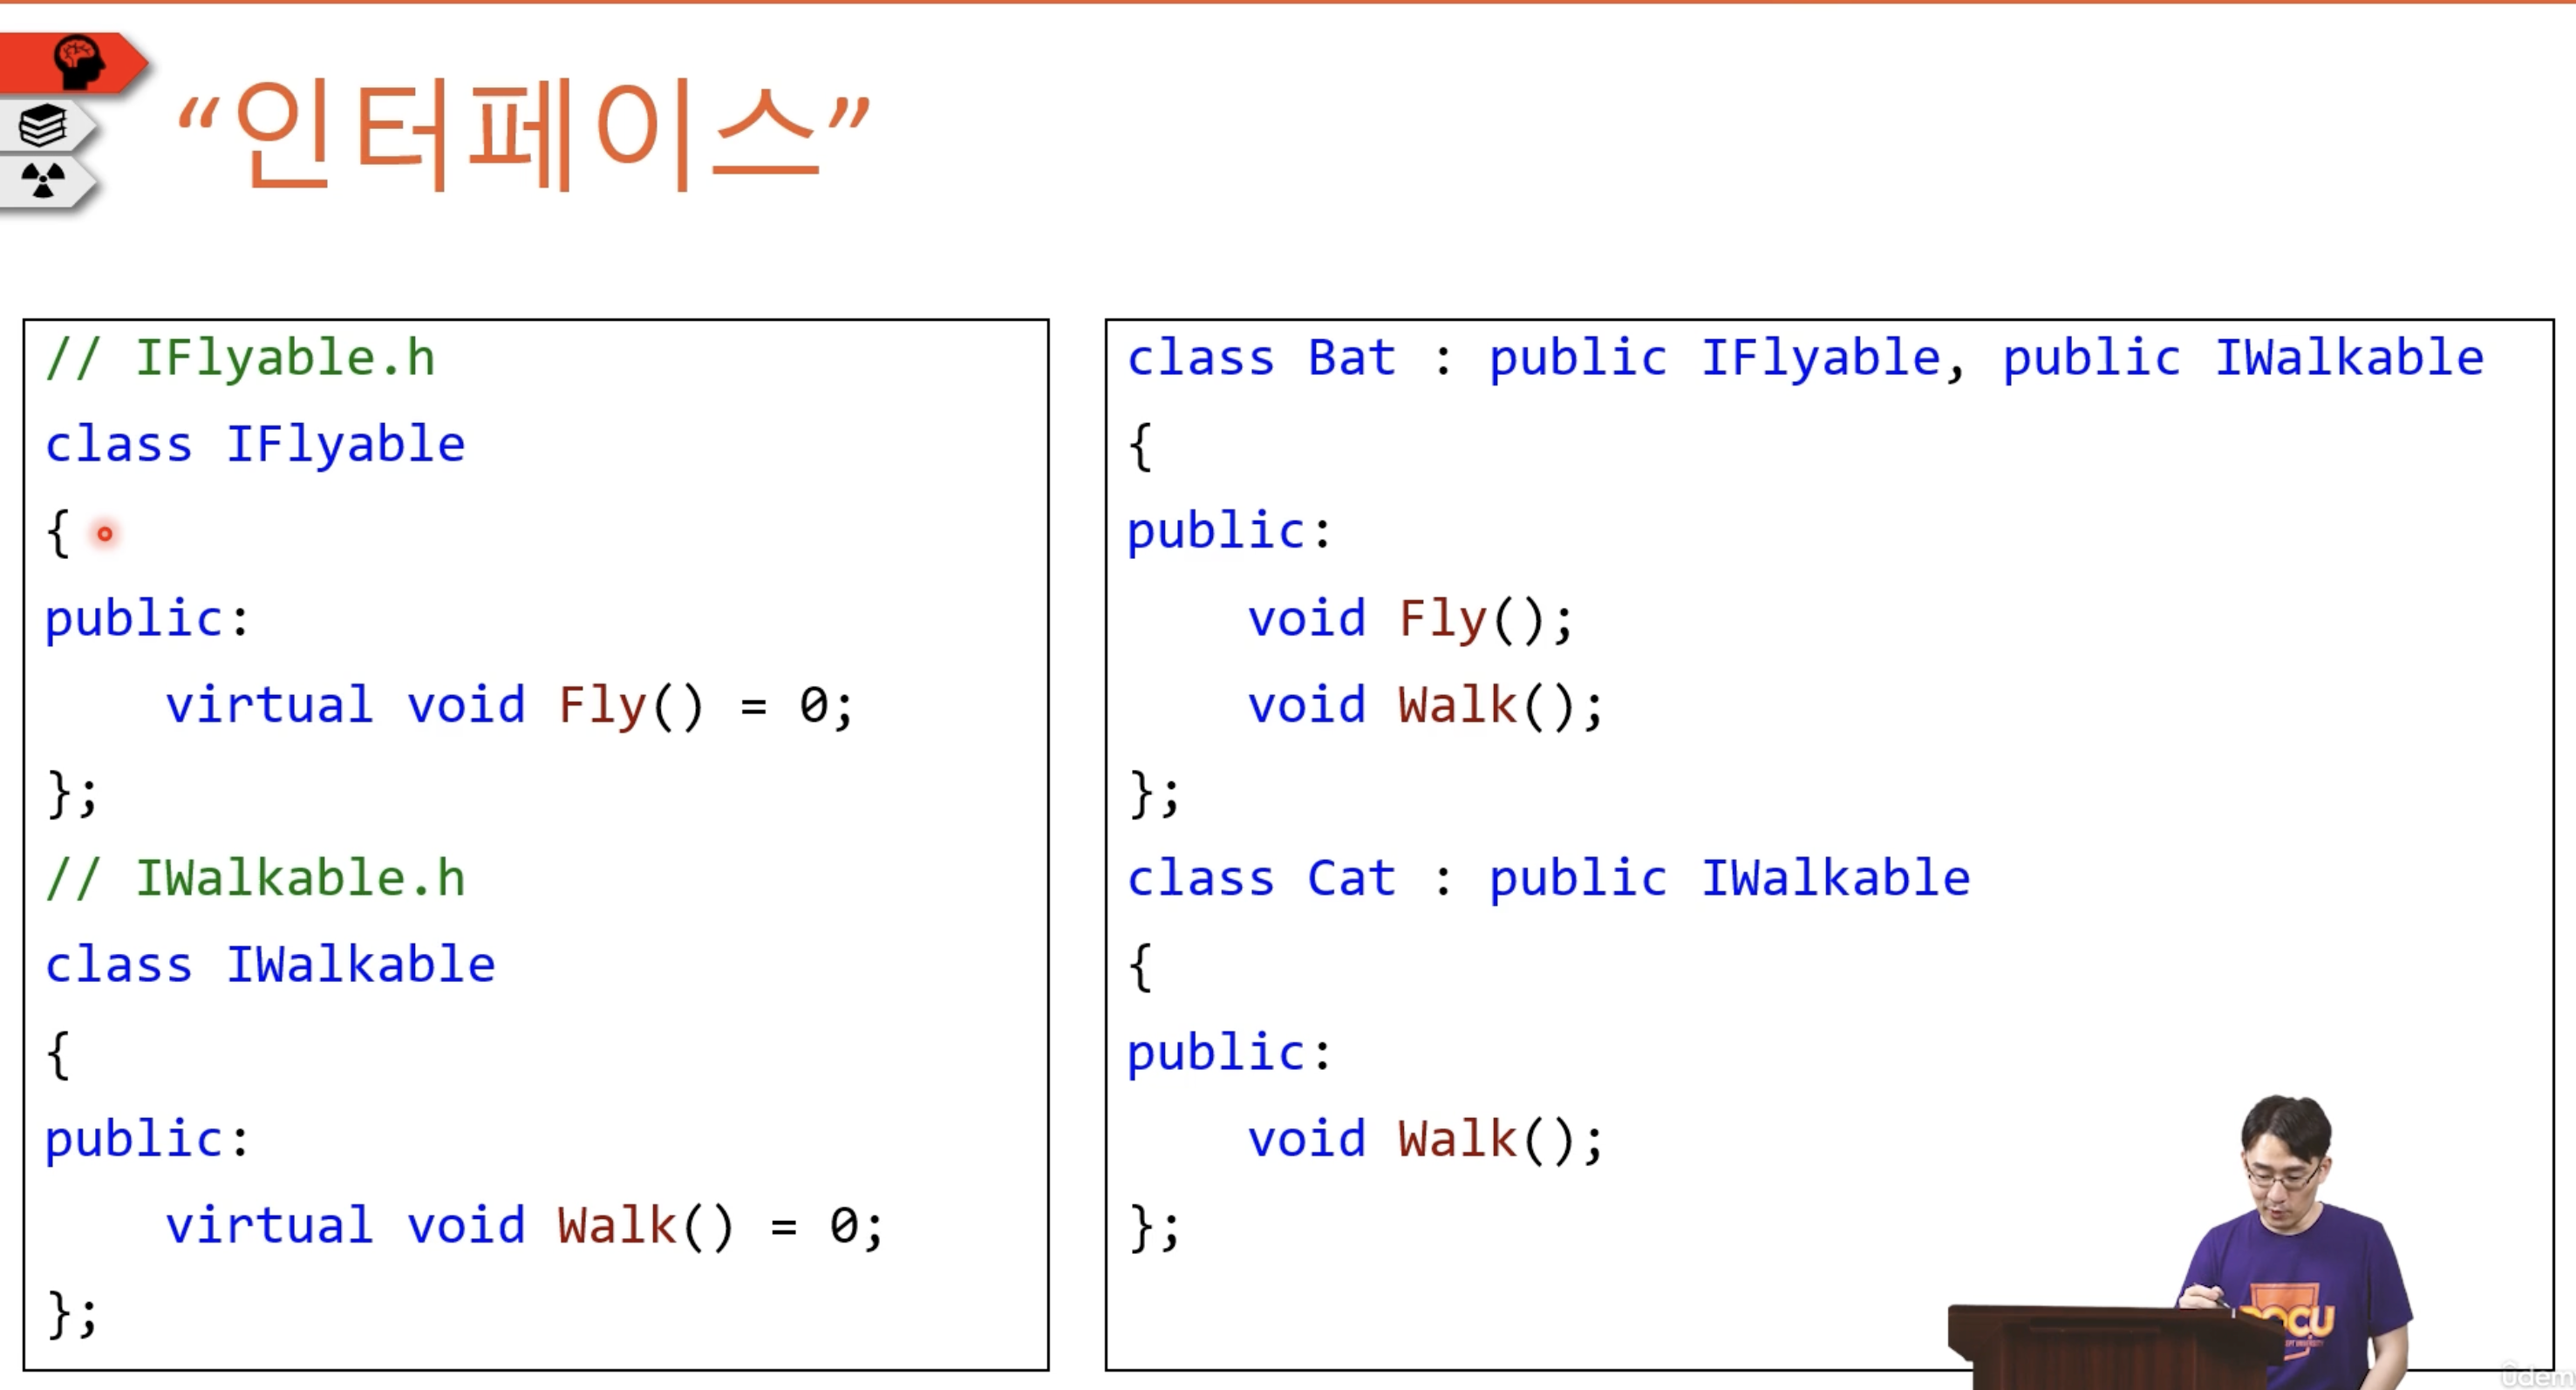 “인터페이스”
// IFlyable.h
class IFlyable
{
public:
    virtual void Fly() = 0;
};
// IWalkable.h
class IWalkable
{
public:
    virtual void Walk() = 0;
};
class Bat : public IFlyable, public IWalkable
{
public:
    void Fly();
    void Walk();
};
class Cat : public IWalkable
{
public:
    void Walk();
};